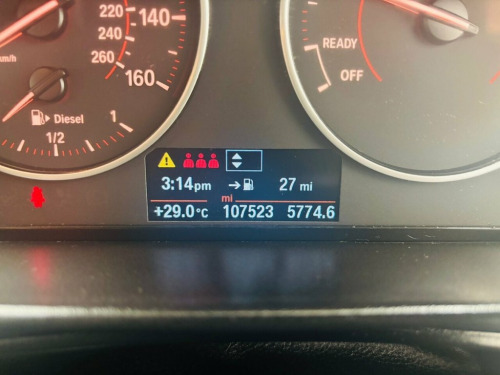 220 140
km/h 240
260 160
READY
OFF
Diesel
1/2 1
3:14pm 27 mi
mi
+29.0°C 107523 5774.6